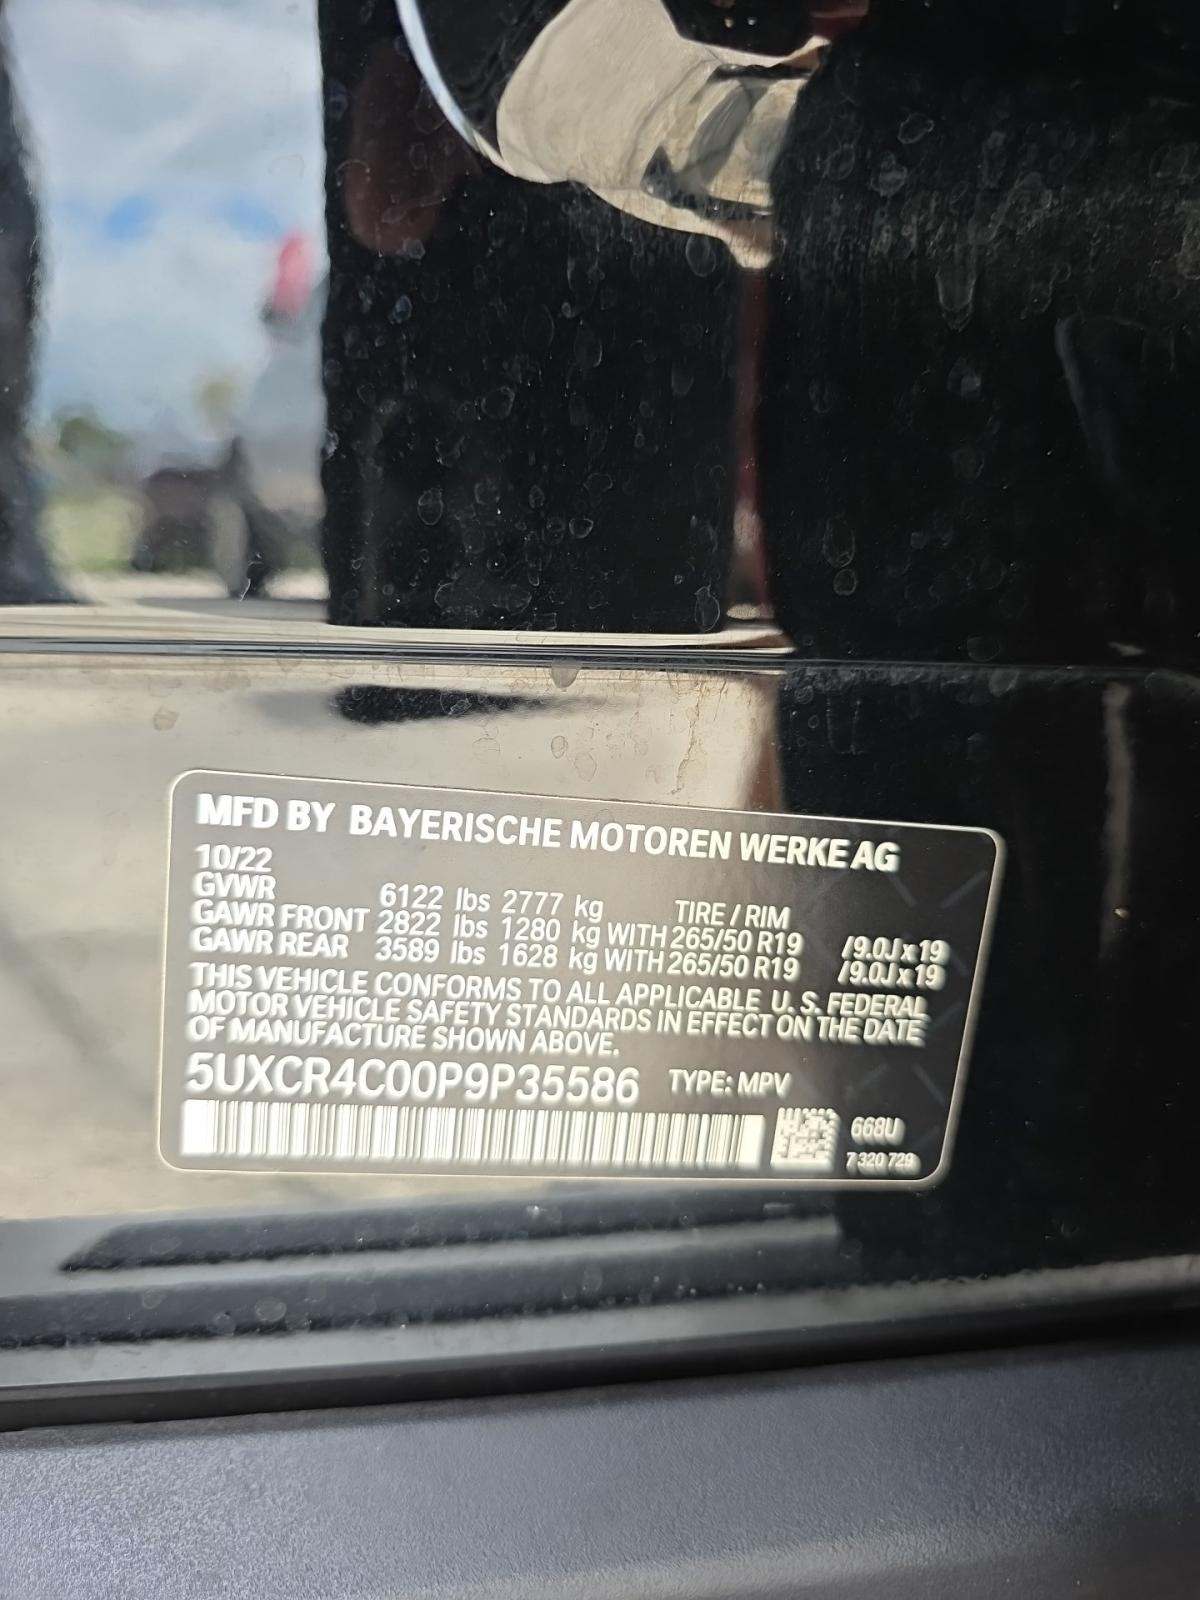 MFD BY BAYERISCHE MOTOREN WERKE AG
10/22
GVWR 6122 lbs 2777 kg TIRE / RIM
GAWR FRONT 2822 lbs 1280 kg WITH 265/50 R19 /9.0J x 19
GAWR REAR 3589 lbs 1628 kg WITH 265/50 R19 /9.0J x 19
THIS VEHICLE CONFORMS TO ALL APPLICABLE U. S. FEDERAL
MOTOR VEHICLE SAFETY STANDARDS IN EFFECT ON THE DATE
OF MANUFACTURE SHOWN ABOVE.
5UXCR4C00P9P35586 TYPE: MPV
668U
7 320 729